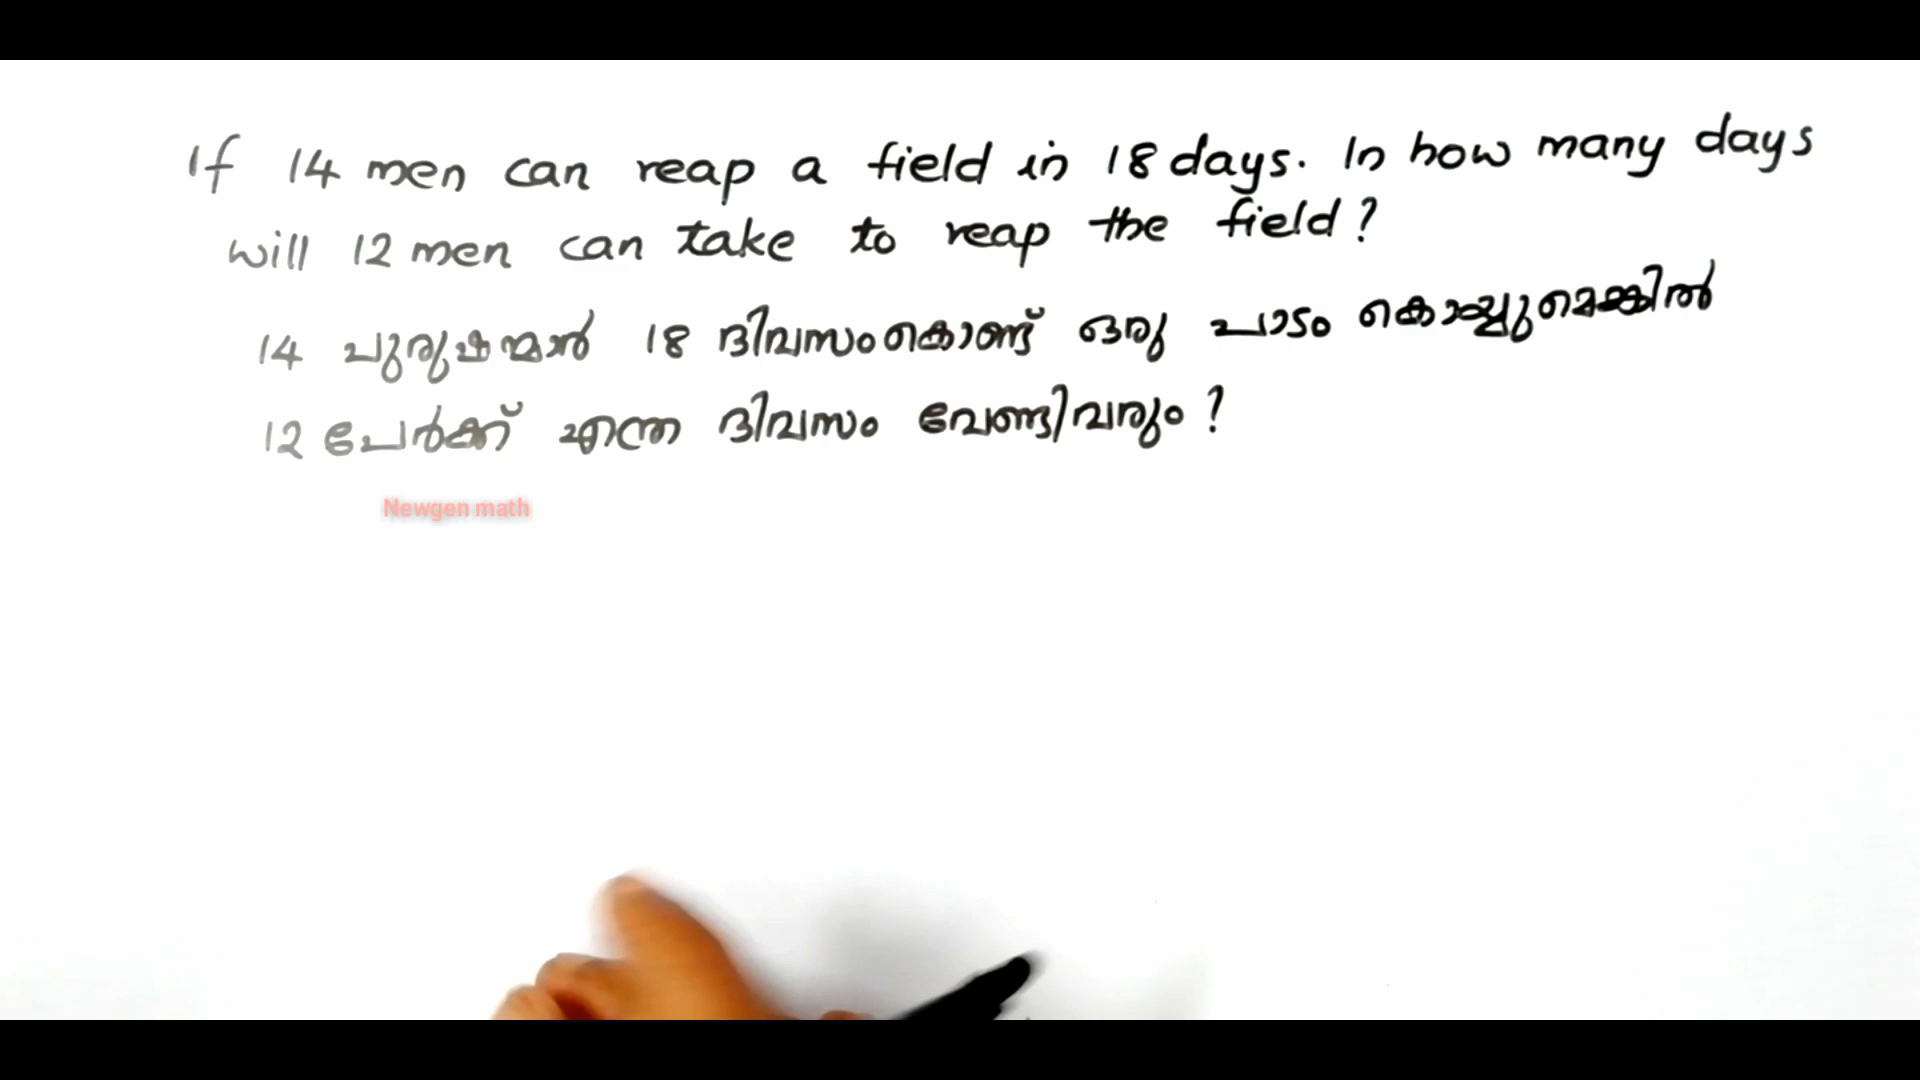 If 14 men can reap a field in 18 days. In how many days
will 12 men can take to reap the field?
14 പുരുഷന്മാർ 18 ദിവസംകൊണ്ട് ഒരു പാടം കൊയ്യുമെങ്കിൽ
12 പേർക്ക് എത്ര ദിവസം വേണ്ടിവരും?
Newgen math